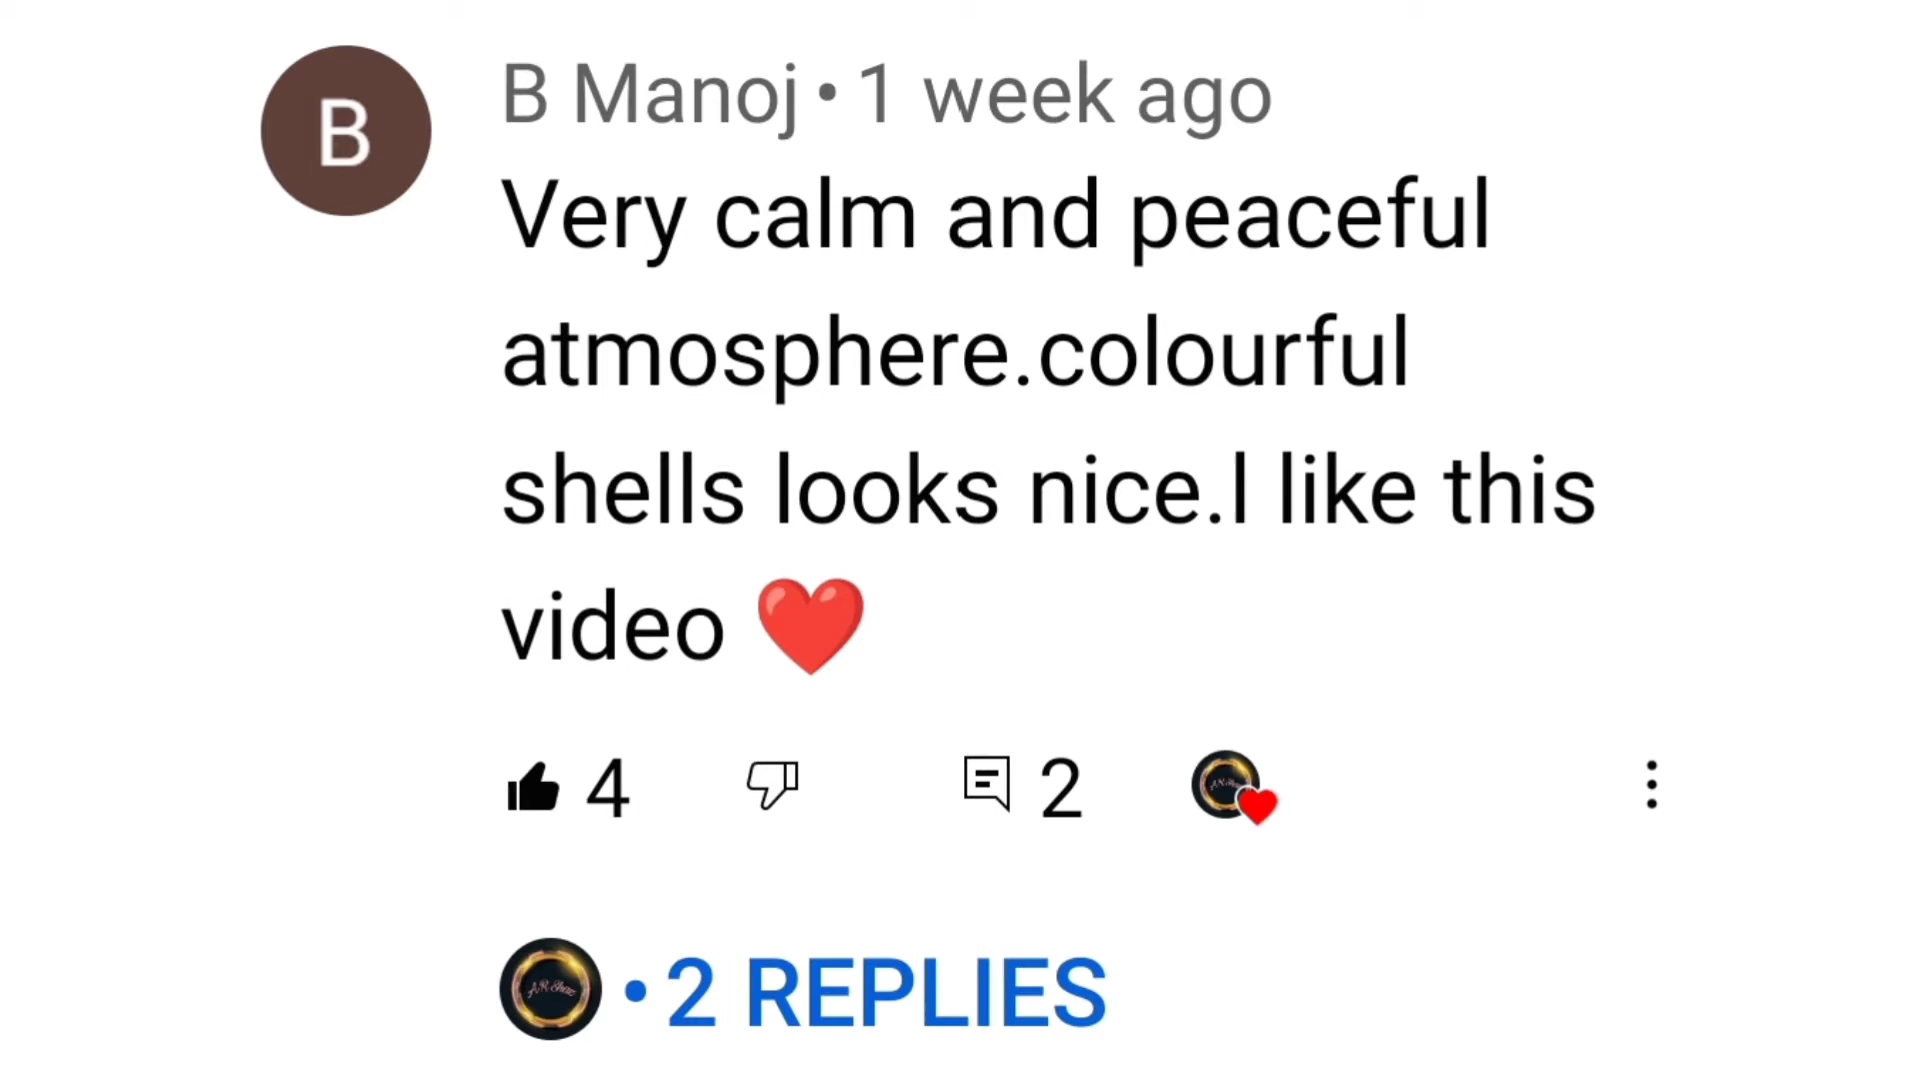 B
B Manoj • 1 week ago
Very calm and peaceful
atmosphere.colourful
shells looks nice.I like this
video ❤️
4 2
• 2 REPLIES